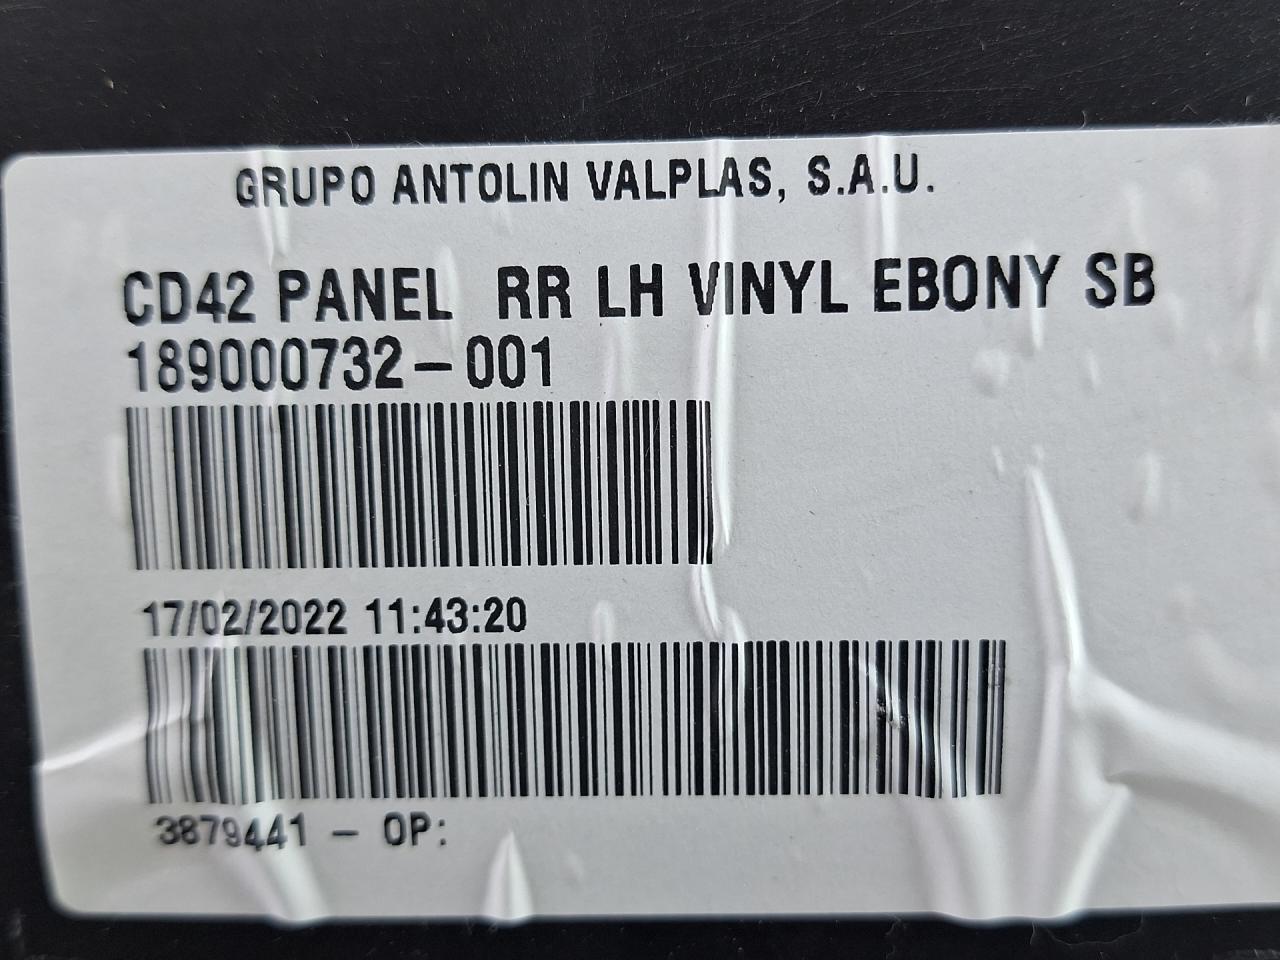 GRUPO ANTOLIN VALPLAS, S.A.U.
CD42 PANEL RR LH VINYL EBONY SB
189000732-001
17/02/2022 11:43:20
3879441 - OP: